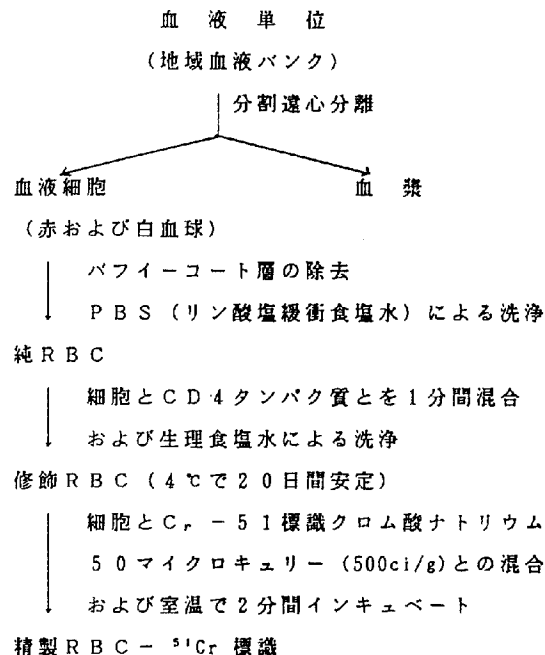 血液単位
(地域血液バンク)
分割遠心分離
血液細胞 血漿
(赤および白血球)
バフイーコート層の除去
PBS(リン酸塩緩衝食塩水)による洗浄
純RBC
細胞とCD4タンパク質とを1分間混合
および生理食塩水による洗浄
修飾RBC(4℃で20日間安定)
細胞とCr-51標識クロム酸ナトリウム
50マイクロキュリー(500ci/g)との混合
および室温で2分間インキュベート
精製RBC-⁵¹Cr標識